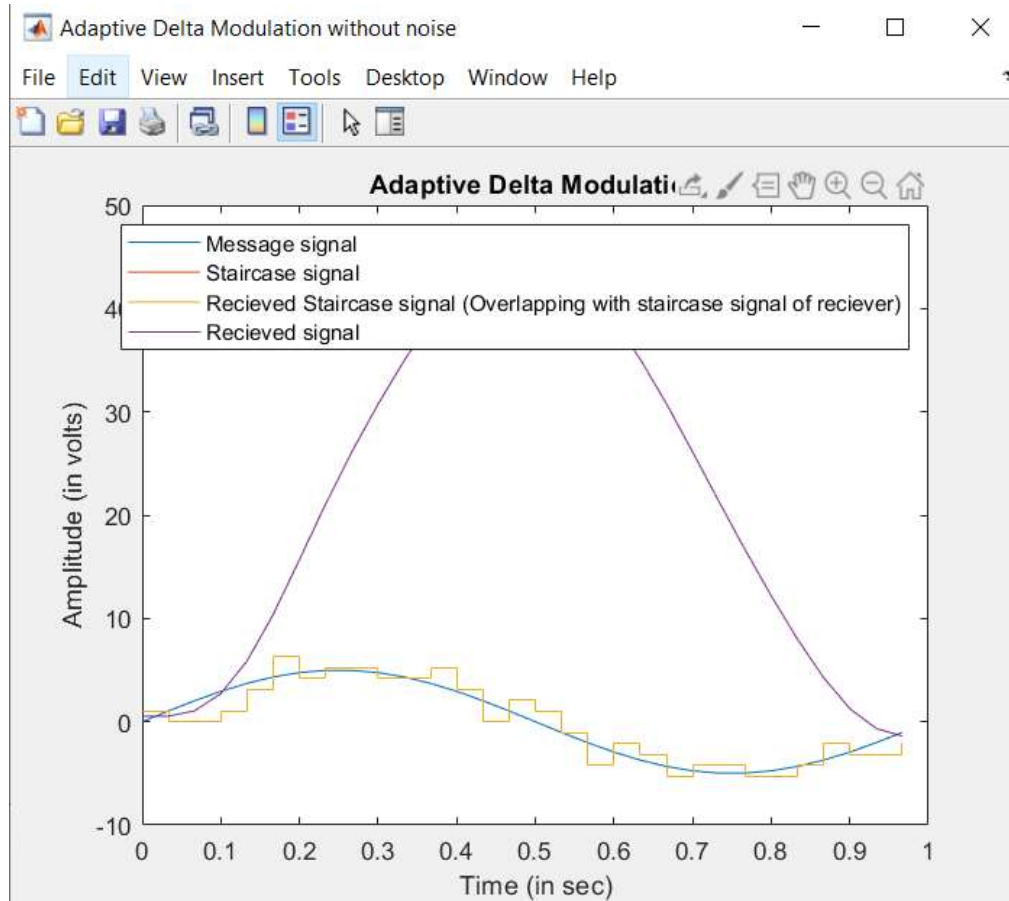 Adaptive Delta Modulation without noise
File Edit View Insert Tools Desktop Window Help
Adaptive Delta Modulati
50
40
30
20
10
0
-10
Message signal
Staircase signal
Recieved Staircase signal (Overlapping with staircase signal of reciever)
Recieved signal
Amplitude (in volts)
0 0.1 0.2 0.3 0.4 0.5 0.6 0.7 0.8 0.9 1
Time (in sec)